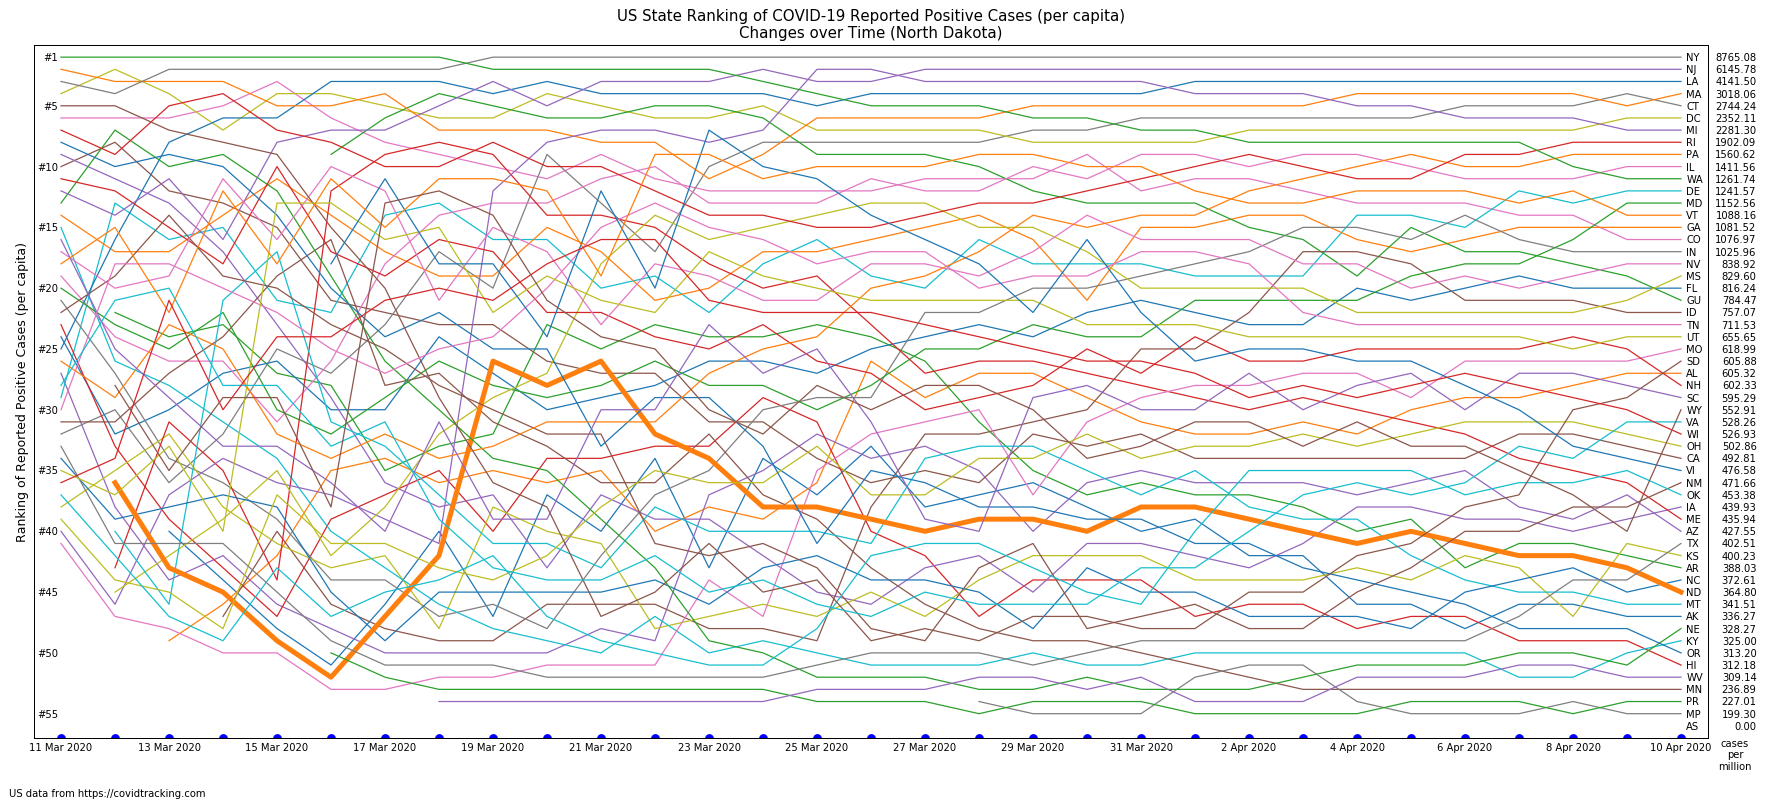 US State Ranking of COVID-19 Reported Positive Cases (per capita)
Changes over Time (North Dakota)
Ranking of Reported Positive Cases (per capita)
#1
#5
#10
#15
#20
#25
#30
#35
#40
#45
#50
#55
NY 8765.08
NJ 6145.78
LA 4141.50
MA 3018.06
CT 2744.24
DC 2352.11
MI 2281.30
RI 1902.09
PA 1560.62
IL 1411.56
WA 1261.74
DE 1241.57
MD 1152.56
VT 1088.16
GA 1081.52
CO 1076.97
IN 1025.96
NV 838.92
MS 829.60
FL 816.24
GU 784.47
ID 757.07
TN 711.53
UT 655.65
MO 618.99
SD 605.88
AL 605.32
NH 602.33
SC 595.29
WY 552.91
VA 528.26
WI 526.93
OH 502.86
CA 492.81
VI 476.58
NM 471.66
OK 453.38
IA 439.93
ME 435.94
AZ 427.55
TX 402.51
KS 400.23
AR 388.03
NC 372.61
ND 364.80
MT 341.51
AK 336.27
NE 328.27
KY 325.00
OR 313.20
HI 312.18
WV 309.14
MN 236.89
PR 227.01
MP 199.30
AS 0.00
11 Mar 2020 13 Mar 2020 15 Mar 2020 17 Mar 2020 19 Mar 2020 21 Mar 2020 23 Mar 2020 25 Mar 2020 27 Mar 2020 29 Mar 2020 31 Mar 2020 2 Apr 2020 4 Apr 2020 6 Apr 2020 8 Apr 2020 10 Apr 2020
cases
per
million
US data from https://covidtracking.com